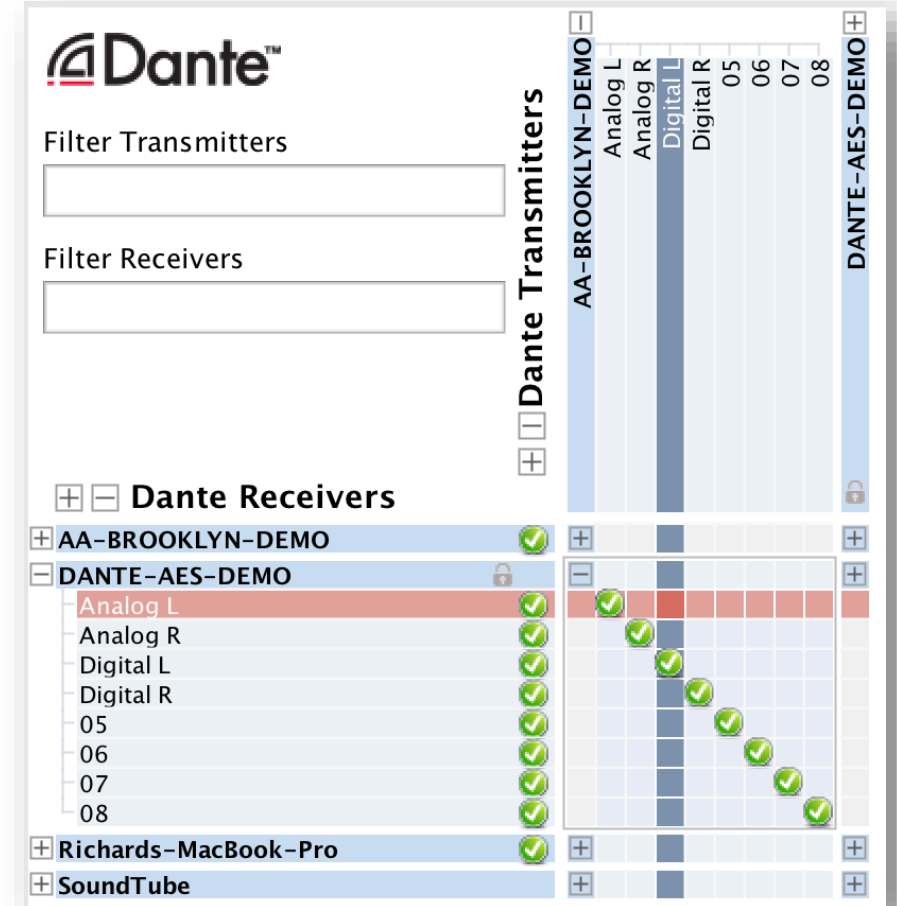 Dante™
Filter Transmitters
Filter Receivers
Dante Transmitters
AA-BROOKLYN-DEMO
Analog L
Analog R
Digital L
Digital R
05
06
07
08
DANTE-AES-DEMO
Dante Receivers
AA-BROOKLYN-DEMO
DANTE-AES-DEMO
Analog L
Analog R
Digital L
Digital R
05
06
07
08
Richards-MacBook-Pro
SoundTube